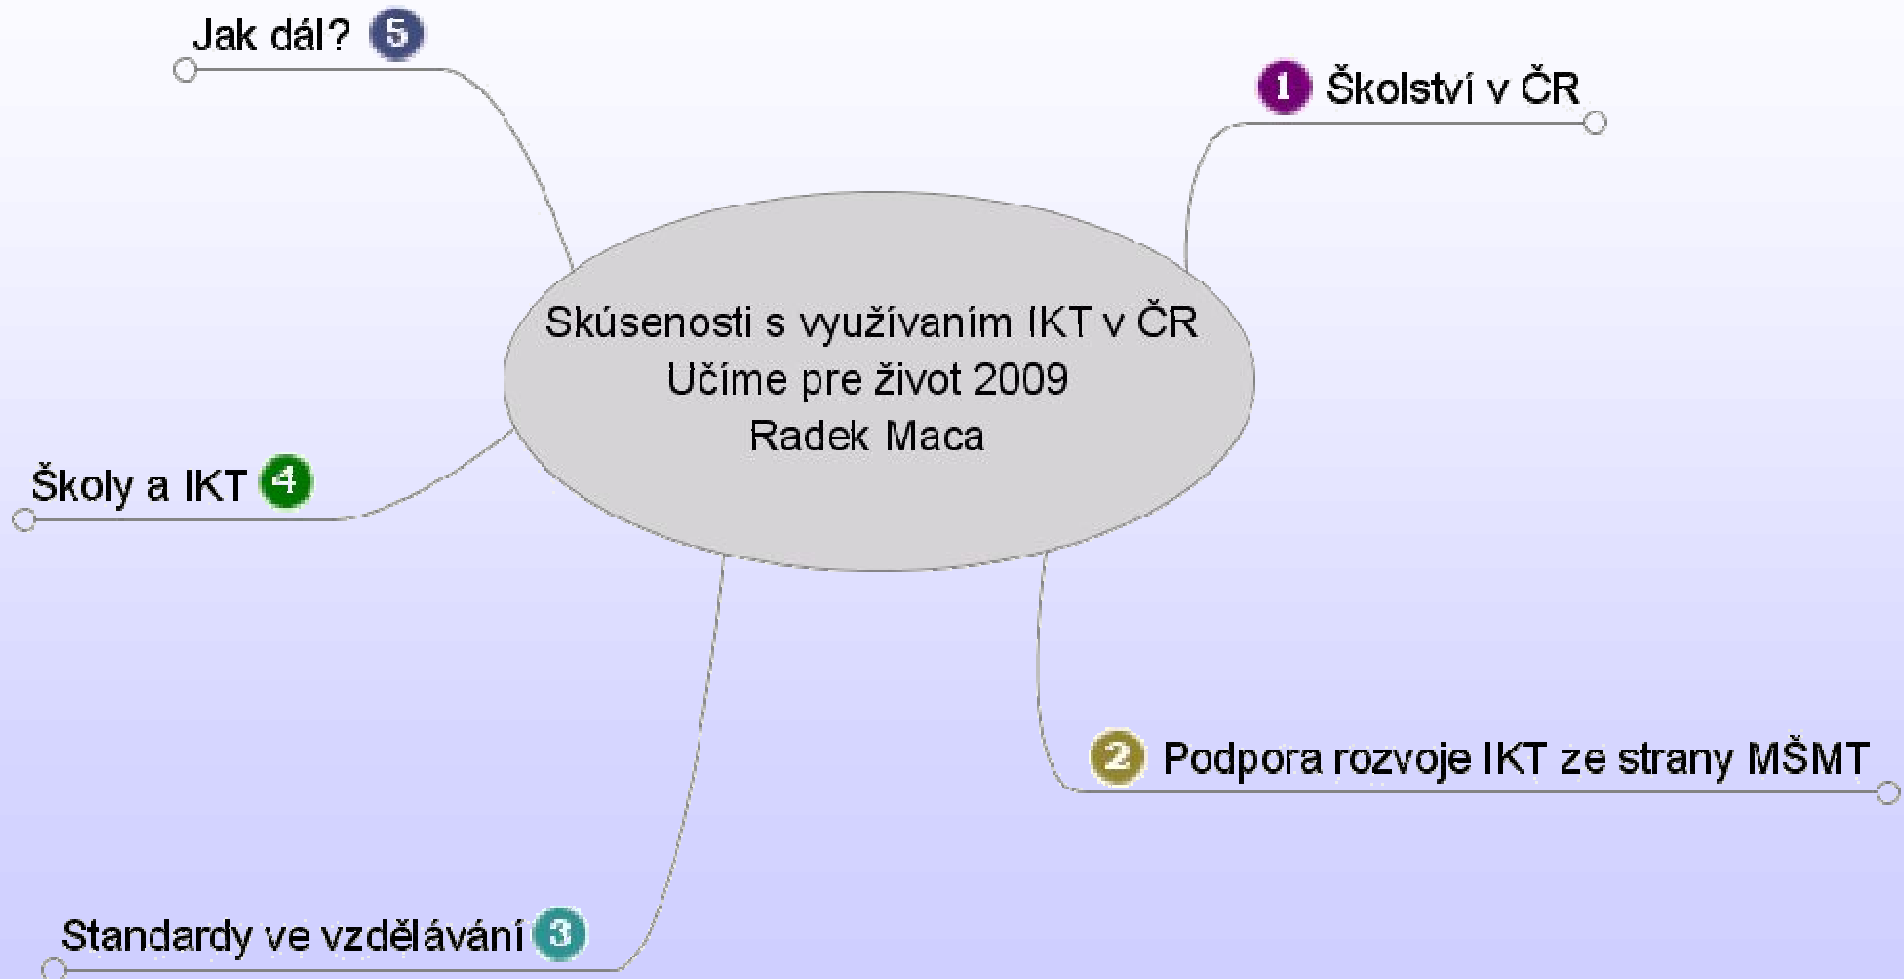 Jak dál? 5
1 Školství v ČR
Skúsenosti s využívaním IKT v ČR
Učíme pre život 2009
Radek Maca
Školy a IKT 4
2 Podpora rozvoje IKT ze strany MŠMT
Standardy ve vzdělávání 3